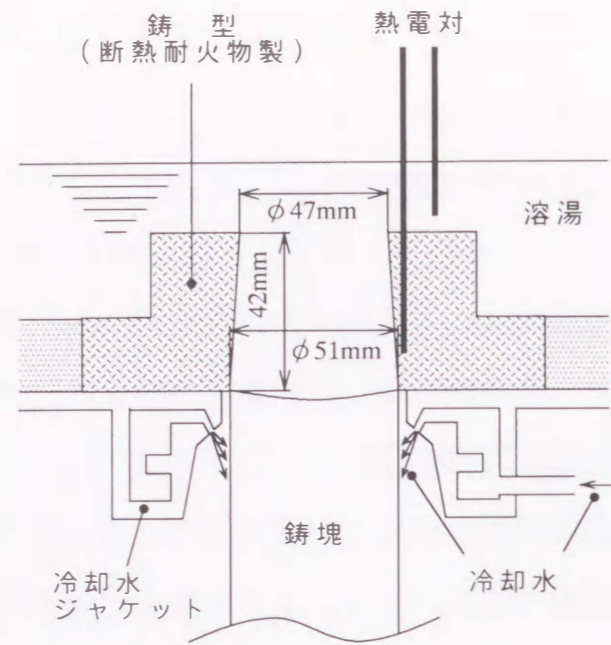 鋳型
(断熱耐火物製)
熱電対
φ47mm
溶湯
42mm
φ51mm
鋳塊
冷却水
ジャケット
冷却水